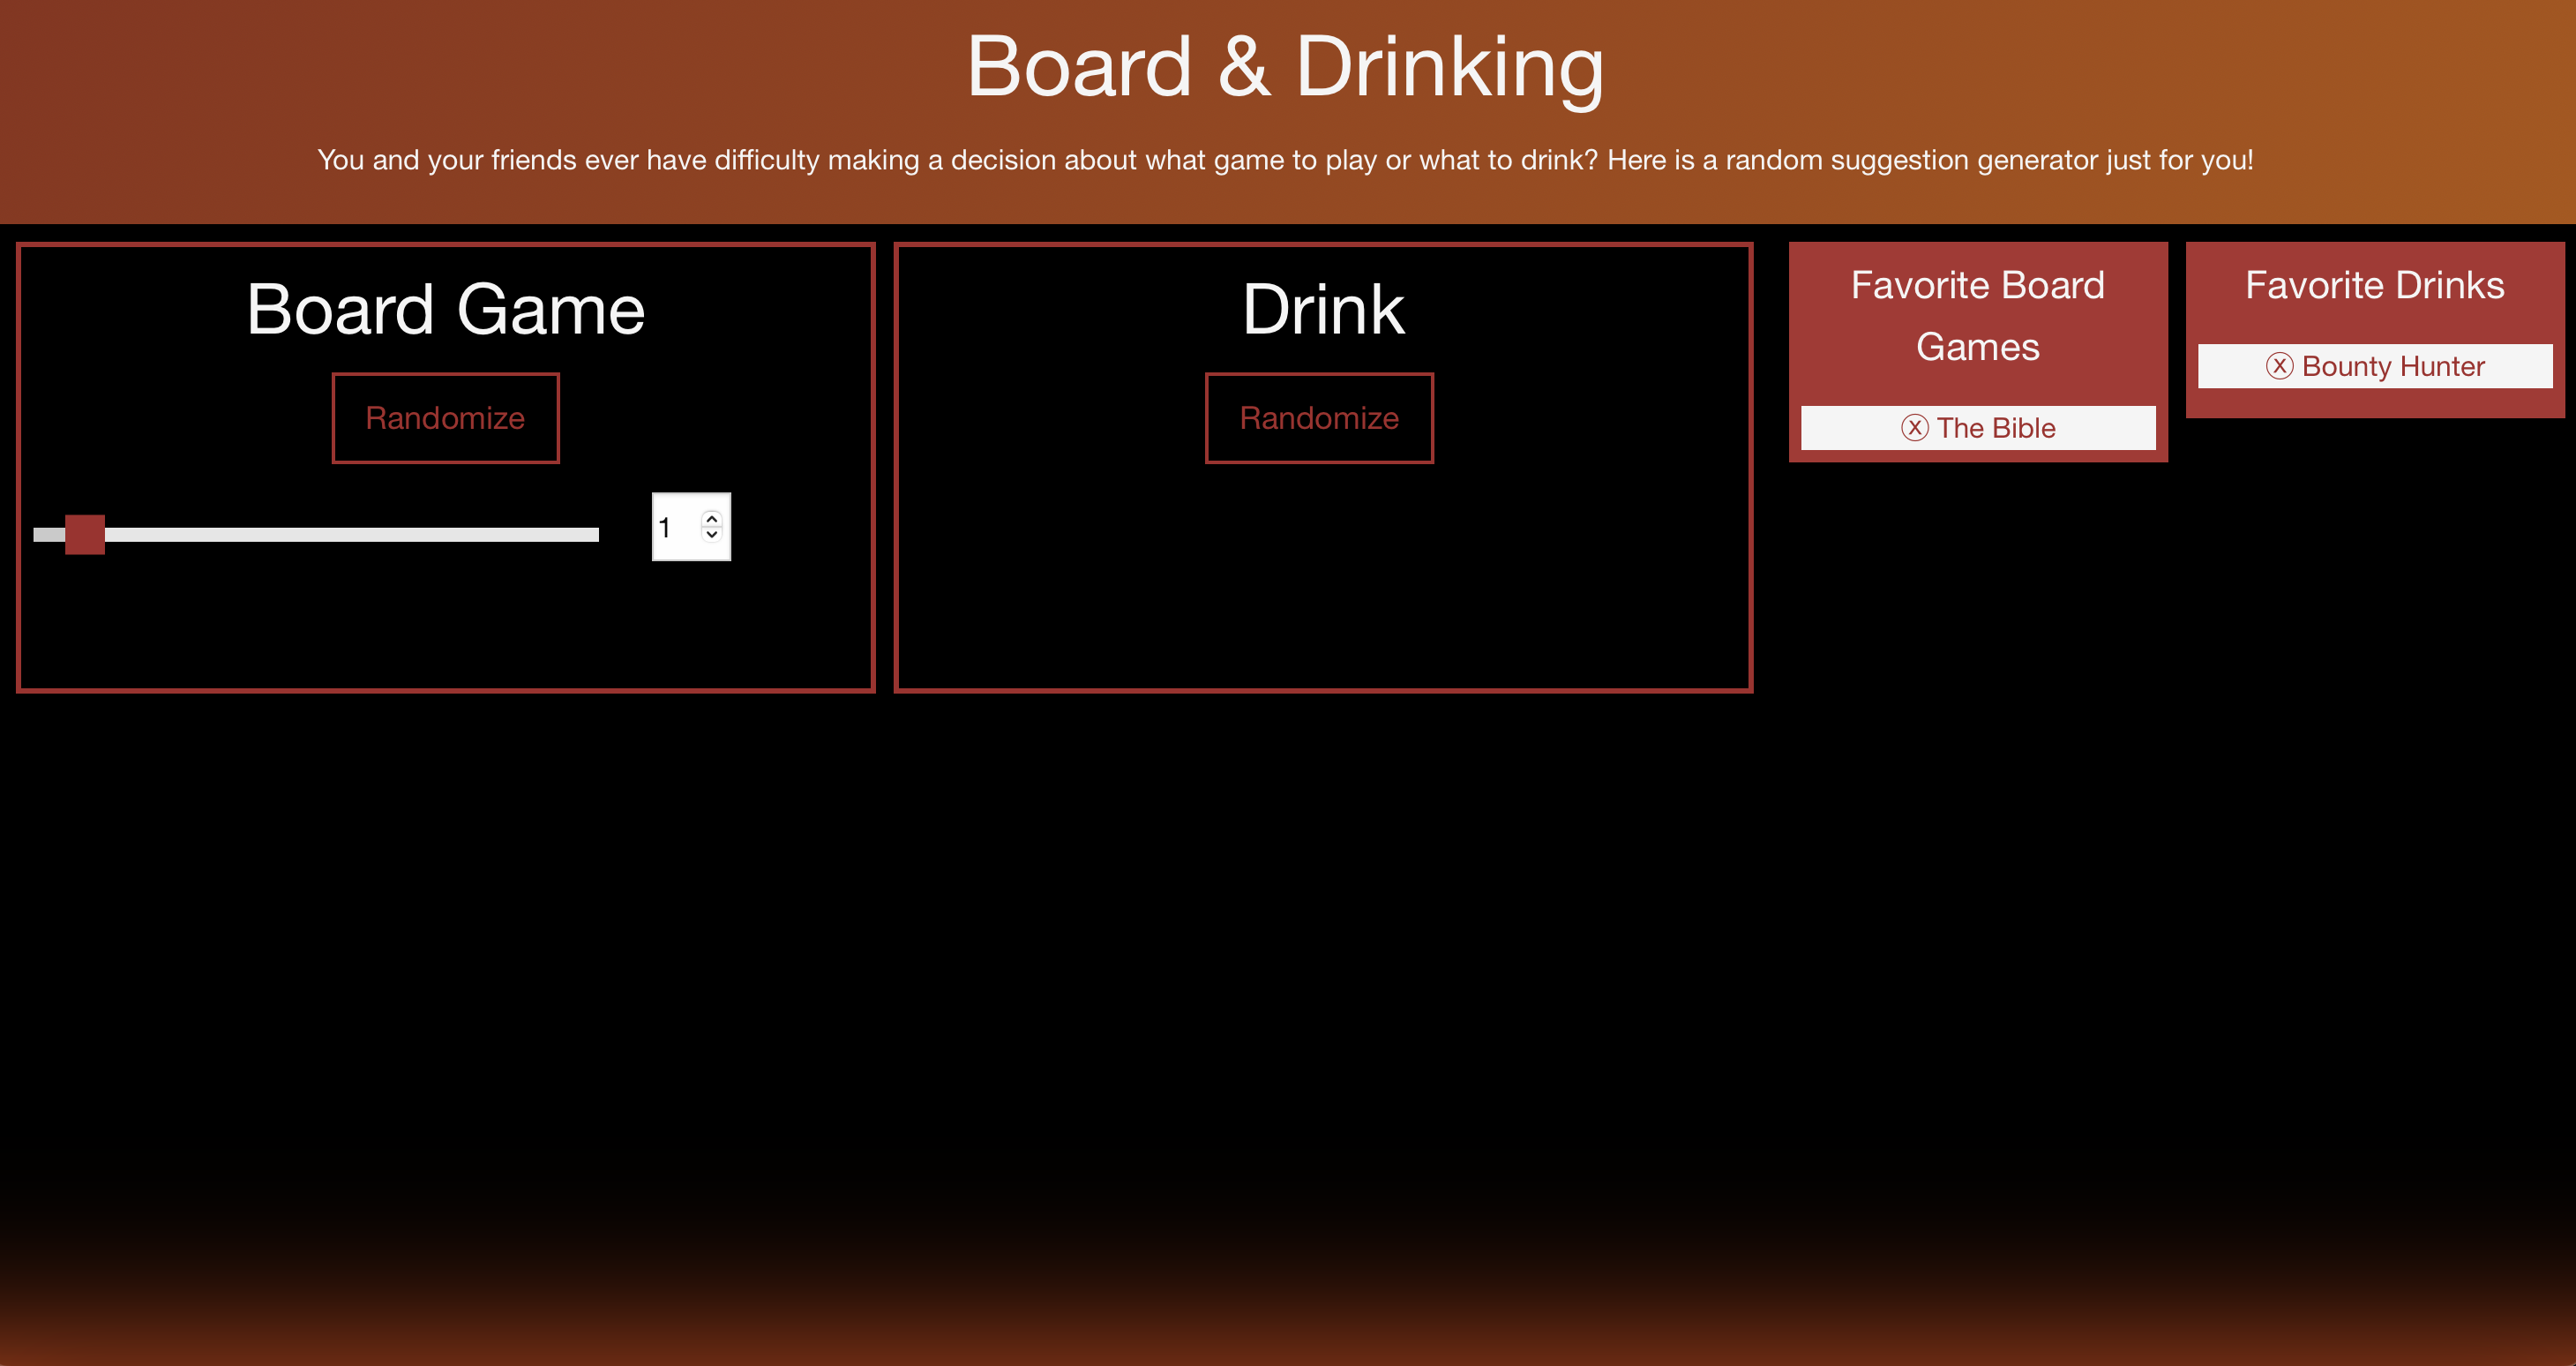 Board & Drinking
You and your friends ever have difficulty making a decision about what game to play or what to drink? Here is a random suggestion generator just for you!
Board Game
Randomize
1
Drink
Randomize
Favorite Board
Games
ⓧ The Bible
Favorite Drinks
ⓧ Bounty Hunter